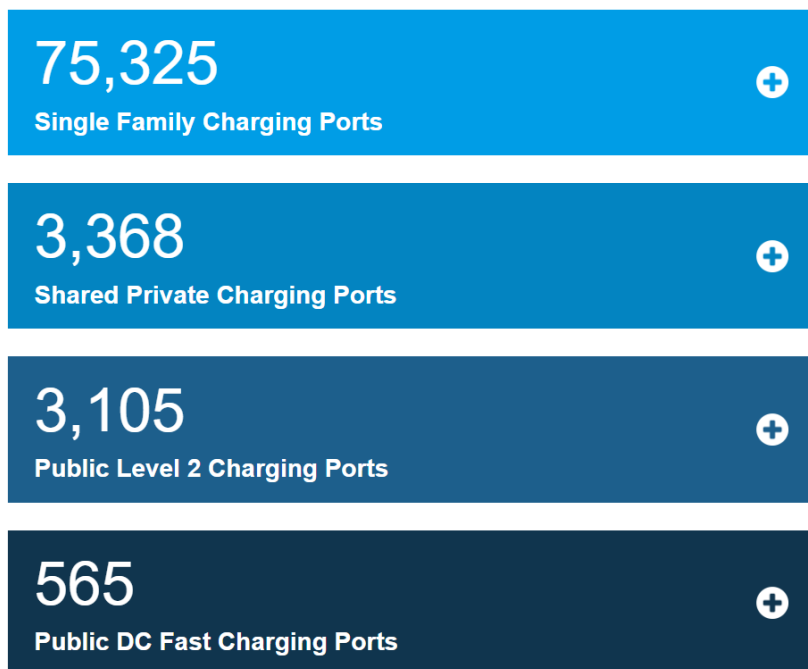 75,325
Single Family Charging Ports
3,368
Shared Private Charging Ports
3,105
Public Level 2 Charging Ports
565
Public DC Fast Charging Ports